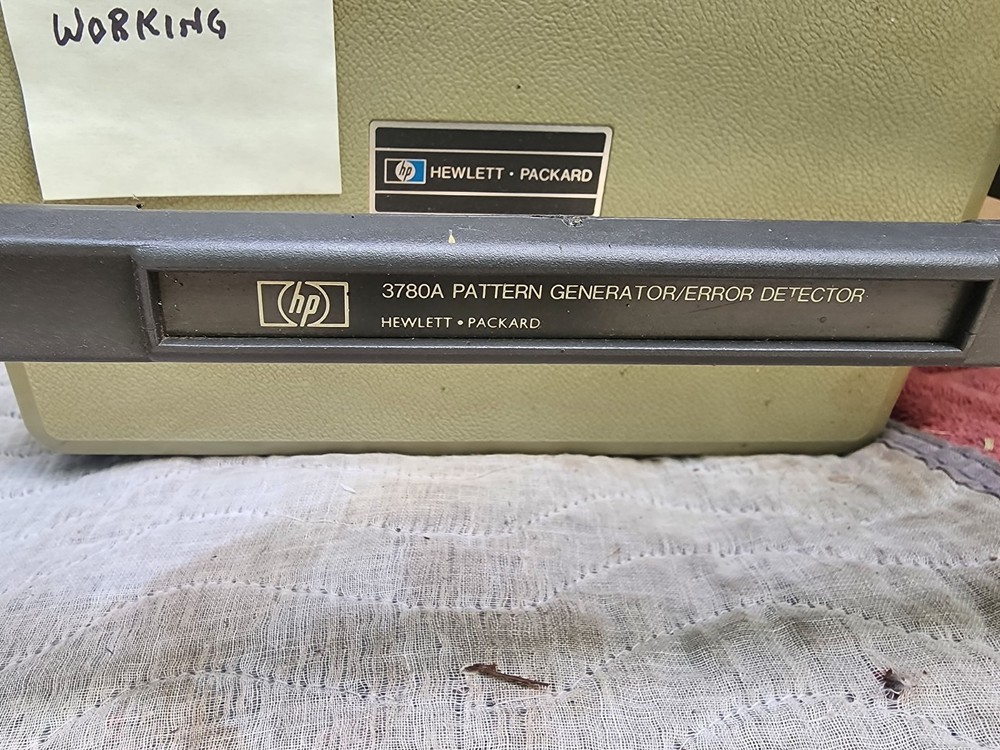 WORKING
hp HEWLETT • PACKARD
hp
3780A PATTERN GENERATOR/ERROR DETECTOR
HEWLETT • PACKARD